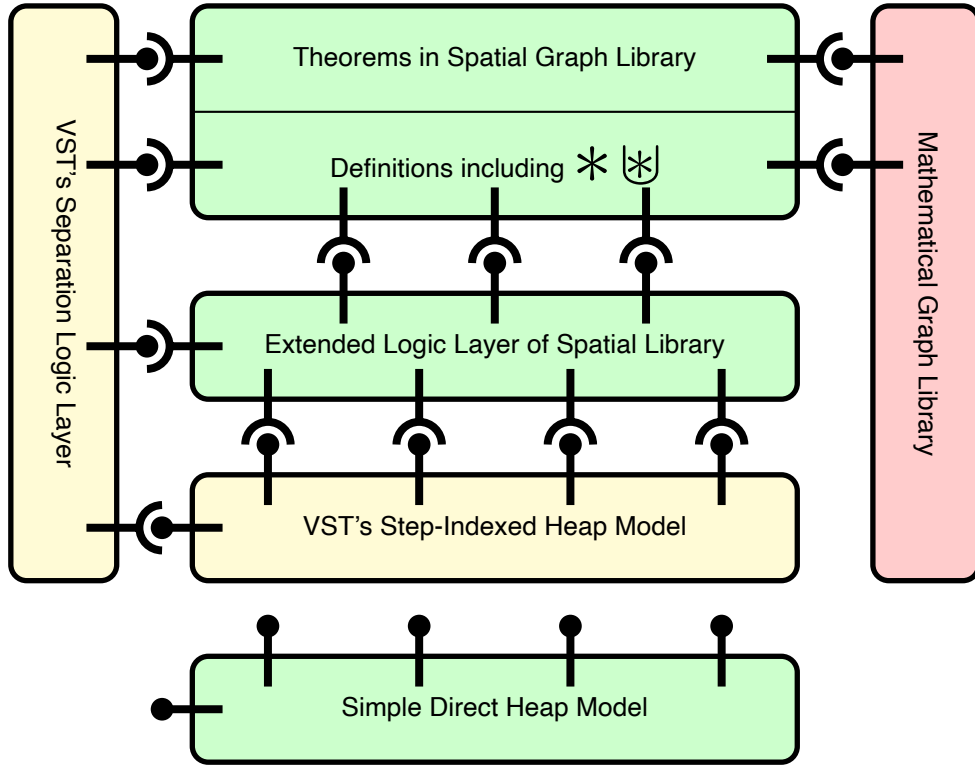 Theorems in Spatial Graph Library
Definitions including ✱ ⊍
Extended Logic Layer of Spatial Library
VST’s Step-Indexed Heap Model
Simple Direct Heap Model
VST’s Separation Logic Layer
Mathematical Graph Library